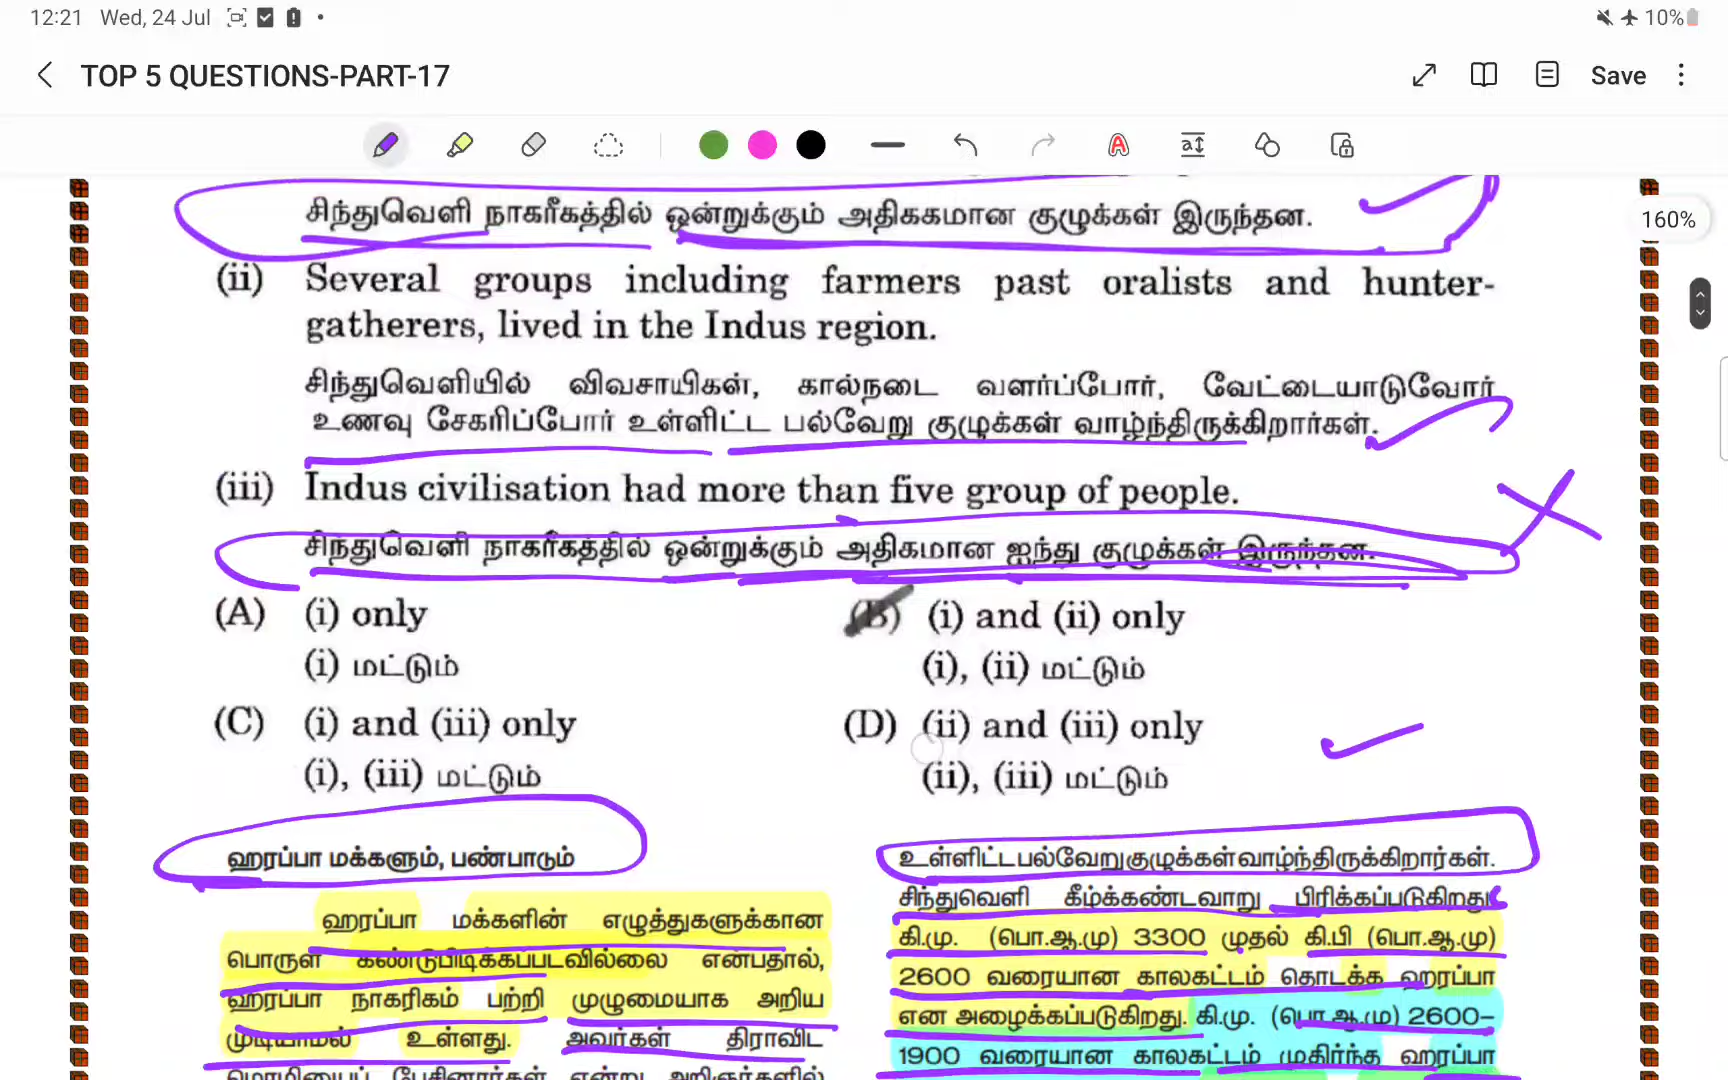 12:21 Wed, 24 Jul
10%
TOP 5 QUESTIONS-PART-17
Save
160%
சிந்துவெளி நாகரீகத்தில் ஒன்றுக்கும் அதிககமான குழுக்கள் இருந்தன.
(ii) Several groups including farmers past oralists and hunter-
gatherers, lived in the Indus region.
சிந்துவெளியில் விவசாயிகள், கால்நடை வளர்ப்போர், வேட்டையாடுவோர்
உணவு சேகரிப்போர் உள்ளிட்ட பல்வேறு குழுக்கள் வாழ்ந்திருக்கிறார்கள்.
(iii) Indus civilisation had more than five group of people.
சிந்துவெளி நாகரீகத்தில் ஒன்றுக்கும் அதிகமான ஐந்து குழுக்கள் இருந்தன.
(A) (i) only
(B) (i) and (ii) only
(i) மட்டும்
(i), (ii) மட்டும்
(C) (i) and (iii) only
(D) (ii) and (iii) only
(i), (iii) மட்டும்
(ii), (iii) மட்டும்
ஹரப்பா மக்களும், பண்பாடும்
ஹரப்பா மக்களின் எழுத்துகளுக்கான
பொருள் கண்டுபிடிக்கப்படவில்லை என்பதால்,
ஹரப்பா நாகரிகம் பற்றி முழுமையாக அறிய
முடியாமல் உள்ளது. அவர்கள் திராவிட
மொழியைப் பேசினார்கள் என்று அறிஞர்களில்
உள்ளிட்ட பல்வேறு குழுக்கள் வாழ்ந்திருக்கிறார்கள்.
சிந்துவெளி கீழ்க்கண்டவாறு பிரிக்கப்படுகிறது
கி.மு. (பொ.ஆ.மு) 3300 முதல் கி.பி (பொ.ஆ.மு)
2600 வரையான காலகட்டம் தொடக்க ஹரப்பா
என அழைக்கப்படுகிறது. கி.மு. (பொ.ஆ.மு) 2600–
1900 வரையான காலகட்டம் முதிர்ந்த ஹரப்பா